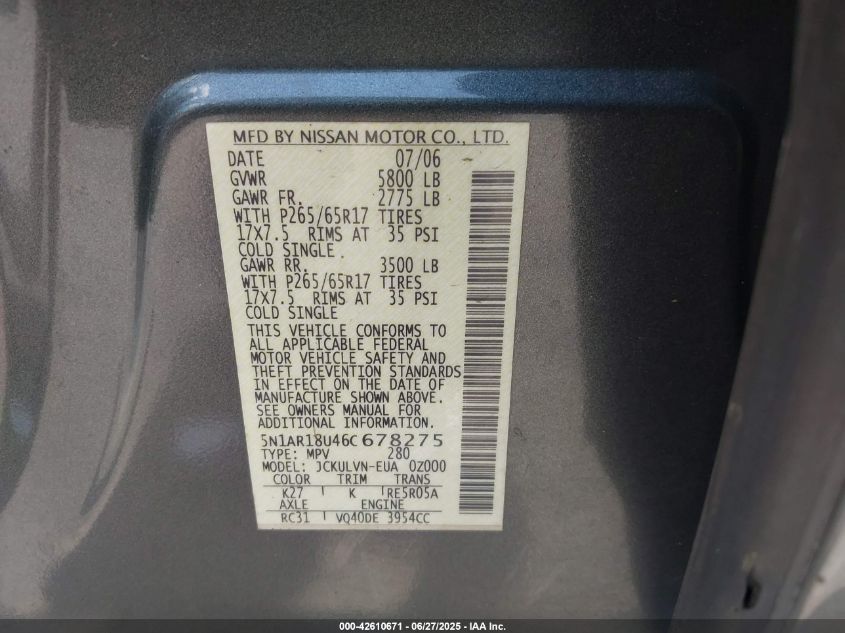 MFD BY NISSAN MOTOR CO., LTD.
DATE 07/06
GVWR 5800 LB
GAWR FR. 2775 LB
WITH P265/65R17 TIRES
17X7.5 RIMS AT 35 PSI
COLD SINGLE.
GAWR RR. 3500 LB
WITH P265/65R17 TIRES
17X7.5 RIMS AT 35 PSI
COLD SINGLE
THIS VEHICLE CONFORMS TO
ALL APPLICABLE FEDERAL
MOTOR VEHICLE SAFETY AND
THEFT PREVENTION STANDARDS
IN EFFECT ON THE DATE OF
MANUFACTURE SHOWN ABOVE.
SEE OWNERS MANUAL FOR
ADDITIONAL INFORMATION.
5N1AR18U46C678275
TYPE: MPV 280
MODEL: JCKULVN-EUA 0Z000
COLOR TRIM TRANS
K27 K RE5R05A
AXLE ENGINE
RC31 VQ40DE 3954CC
000-42610671 - 06/27/2025 - IAA Inc.